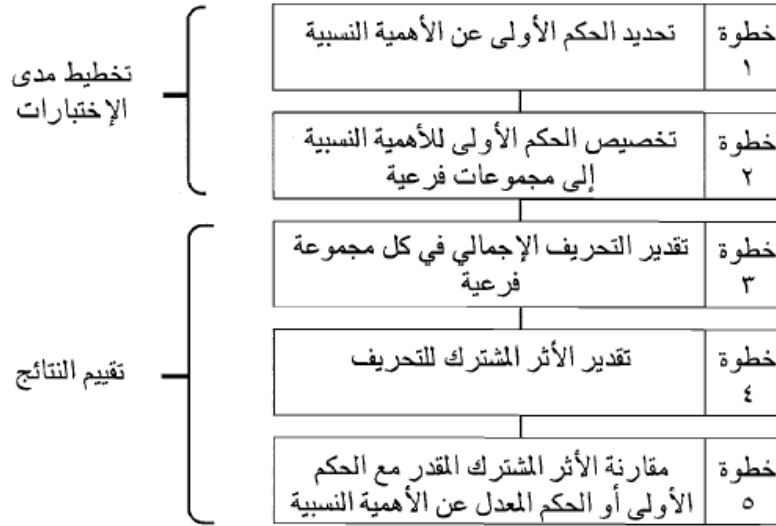 خطوة
١
تحديد الحكم الأولى عن الأهمية النسبية
خطوة
٢
تخصيص الحكم الأولى للأهمية النسبية
إلى مجموعات فرعية
تخطيط مدى
الإختبارات
خطوة
٣
تقدير التحريف الإجمالي في كل مجموعة
فرعية
خطوة
٤
تقدير الأثر المشترك للتحريف
خطوة
٥
مقارنة الأثر المشترك المقدر مع الحكم
الأولى أو الحكم المعدل عن الأهمية النسبية
تقييم النتائج